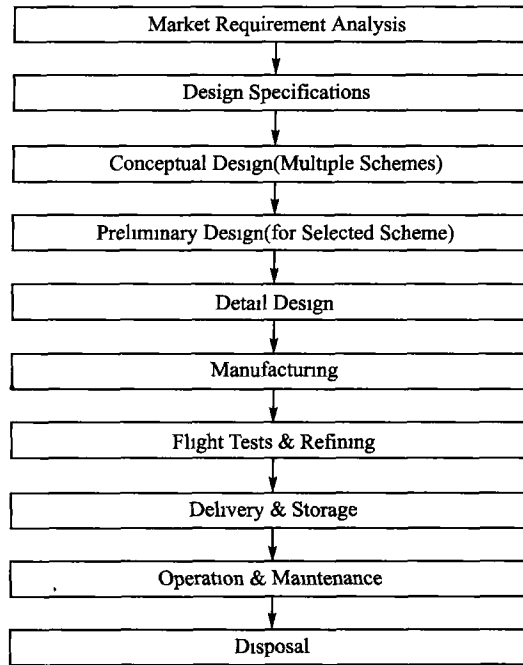 Market Requirement Analysis
Design Specifications
Conceptual Design(Multiple Schemes)
Preliminary Design(for Selected Scheme)
Detail Design
Manufacturing
Flight Tests & Refining
Delivery & Storage
Operation & Maintenance
Disposal